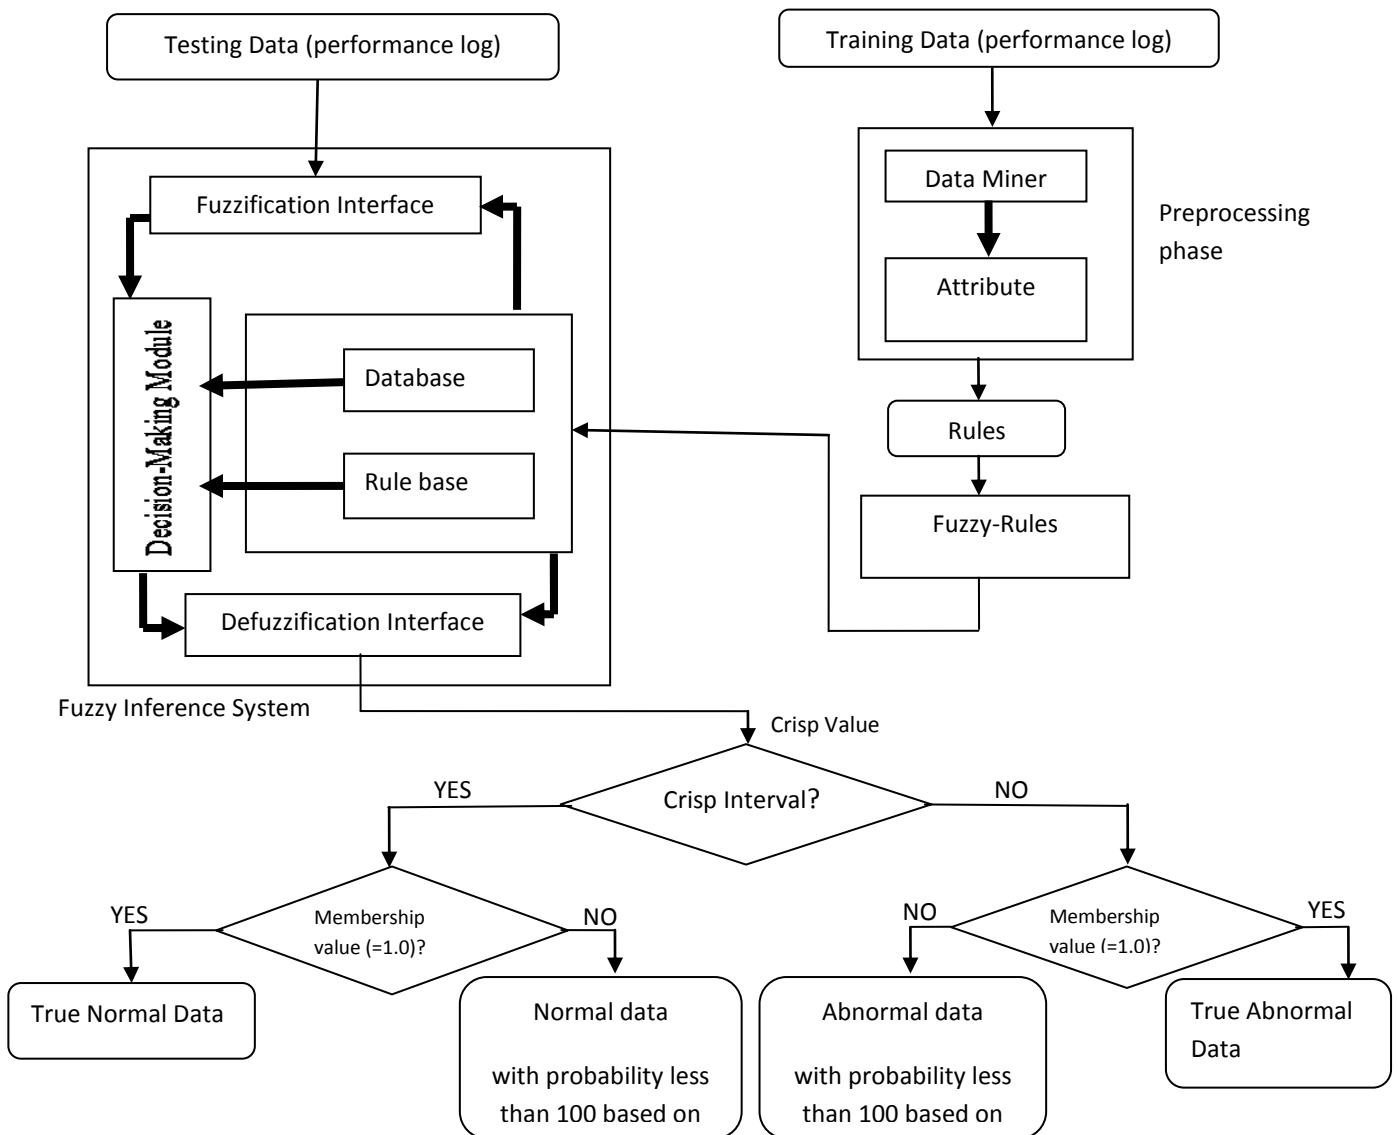 Testing Data (performance log)
Training Data (performance log)
Fuzzification Interface
Data Miner
Preprocessing
phase
Attribute
Decision-Making Module
Database
Rule base
Rules
Fuzzy-Rules
Defuzzification Interface
Fuzzy Inference System
Crisp Value
Crisp Interval?
YES
NO
Membership
value (=1.0)?
YES
NO
Membership
value (=1.0)?
NO
YES
True Normal Data
Normal data
with probability less
than 100 based on
Abnormal data
with probability less
than 100 based on
True Abnormal
Data